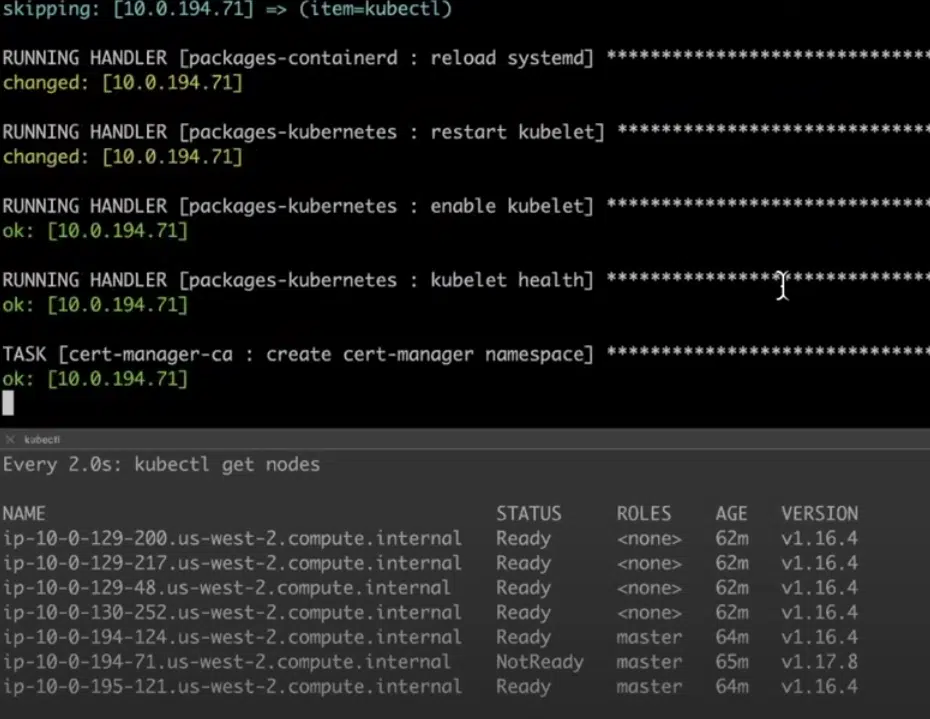 skipping: [10.0.194.71] => (item=kubectl)
RUNNING HANDLER [packages-containerd : reload systemd] ******************************
changed: [10.0.194.71]
RUNNING HANDLER [packages-kubernetes : restart kubelet] *****************************
changed: [10.0.194.71]
RUNNING HANDLER [packages-kubernetes : enable kubelet] ******************************
ok: [10.0.194.71]
RUNNING HANDLER [packages-kubernetes : kubelet health] ******************************
ok: [10.0.194.71]
TASK [cert-manager-ca : create cert-manager namespace] ******************************
ok: [10.0.194.71]
kubectl
Every 2.0s: kubectl get nodes
NAME STATUS ROLES AGE VERSION
ip-10-0-129-200.us-west-2.compute.internal Ready <none> 62m v1.16.4
ip-10-0-129-217.us-west-2.compute.internal Ready <none> 62m v1.16.4
ip-10-0-129-48.us-west-2.compute.internal Ready <none> 62m v1.16.4
ip-10-0-130-252.us-west-2.compute.internal Ready <none> 62m v1.16.4
ip-10-0-194-124.us-west-2.compute.internal Ready master 64m v1.16.4
ip-10-0-194-71.us-west-2.compute.internal NotReady master 65m v1.17.8
ip-10-0-195-121.us-west-2.compute.internal Ready master 64m v1.16.4